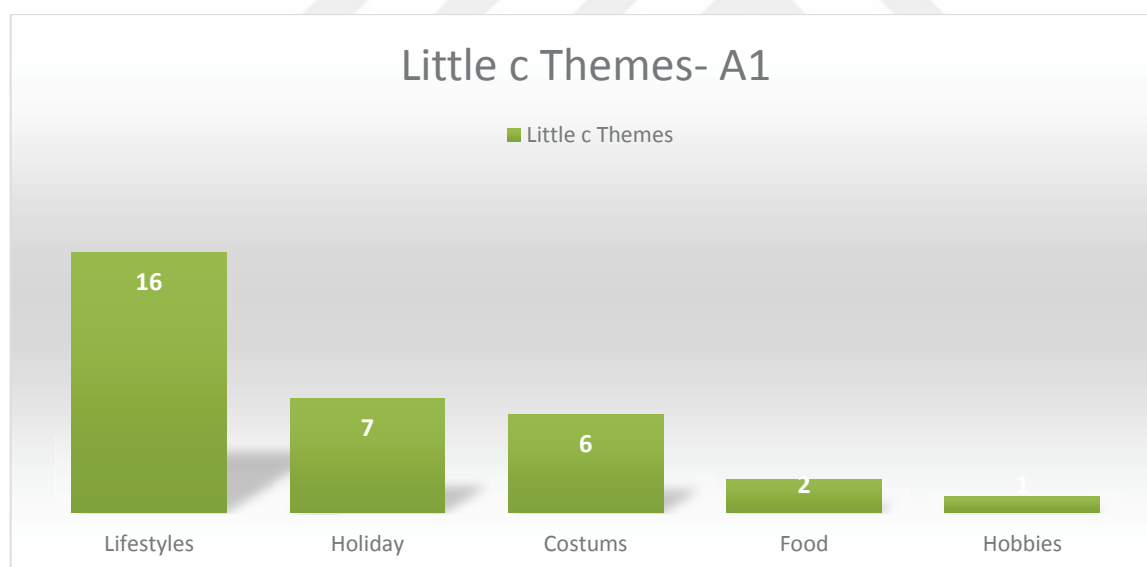 Little c Themes- A1
Little c Themes
16
7
6
2
1
Lifestyles
Holiday
Costums
Food
Hobbies